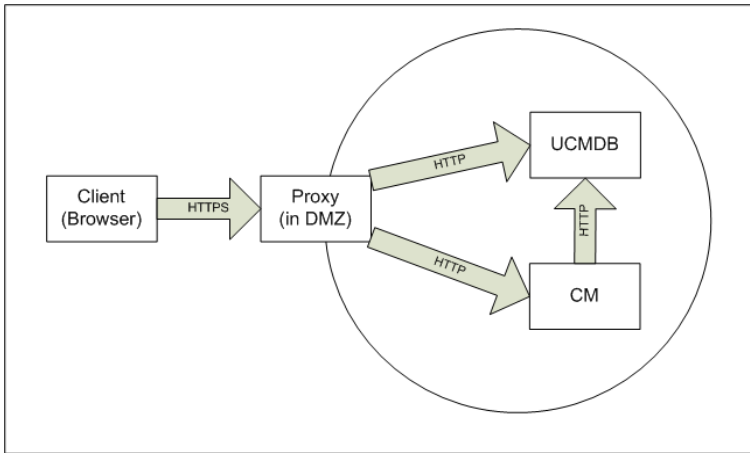 Client
(Browser)
HTTPS
Proxy
(in DMZ)
HTTP
UCMDB
HTTP
HTTP
CM